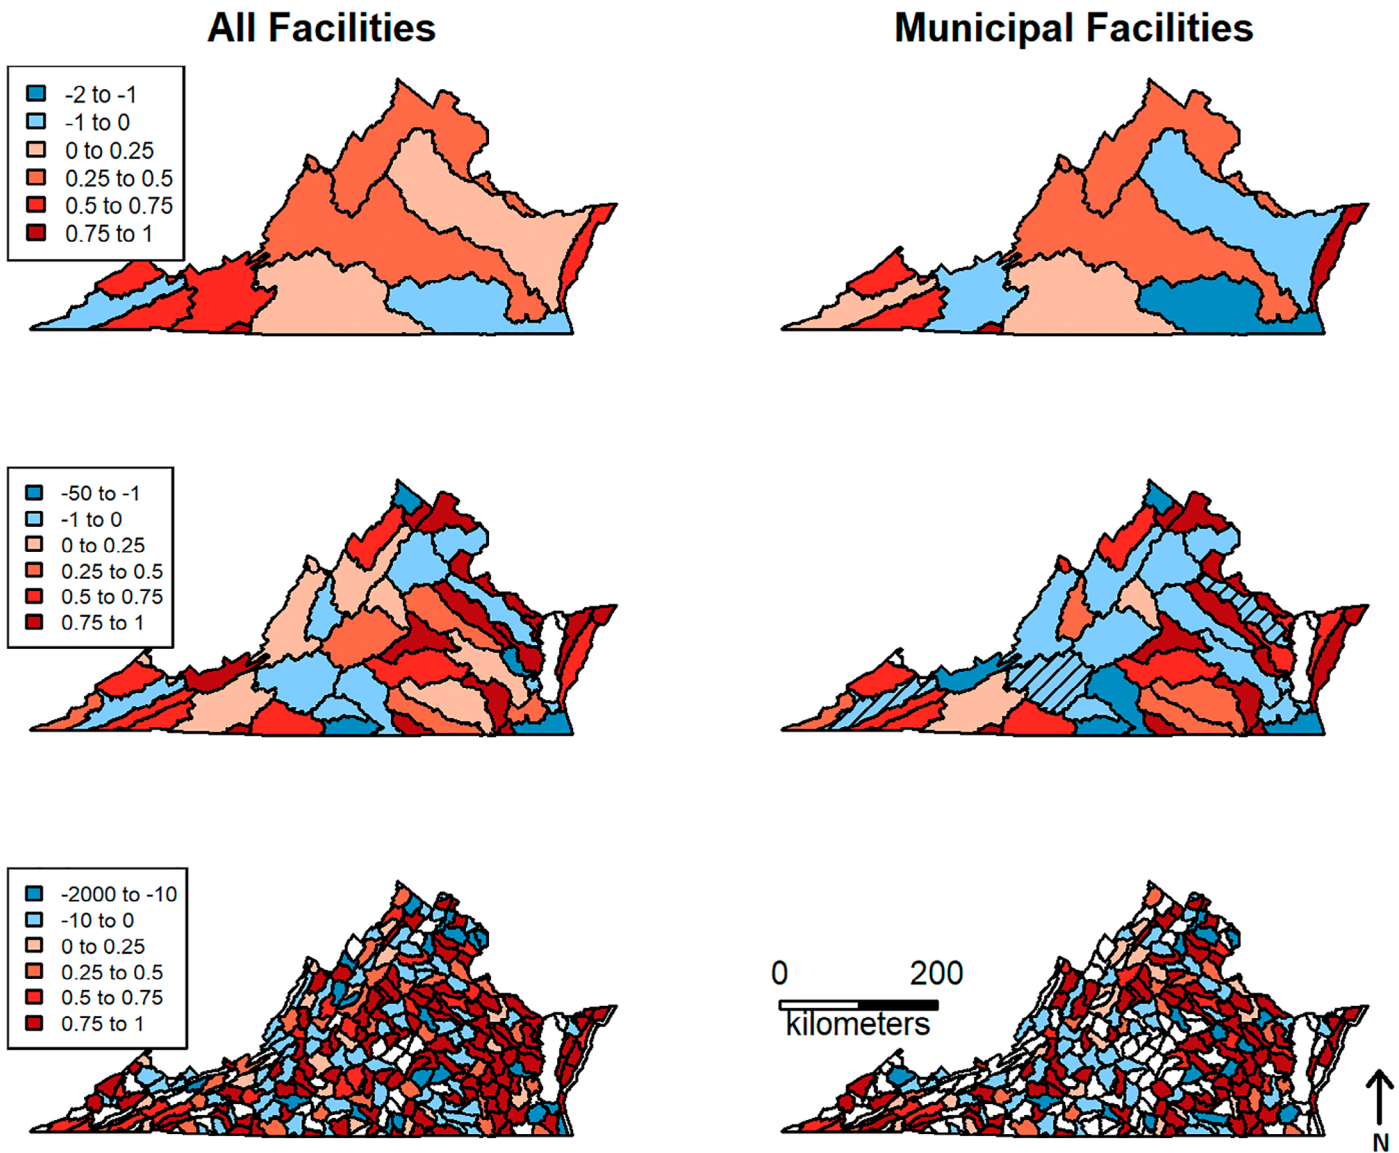 All Facilities
Municipal Facilities
-2 to -1
-1 to 0
0 to 0.25
0.25 to 0.5
0.5 to 0.75
0.75 to 1
-50 to -1
-1 to 0
0 to 0.25
0.25 to 0.5
0.5 to 0.75
0.75 to 1
-2000 to -10
-10 to 0
0 to 0.25
0.25 to 0.5
0.5 to 0.75
0.75 to 1
0 200
kilometers
N